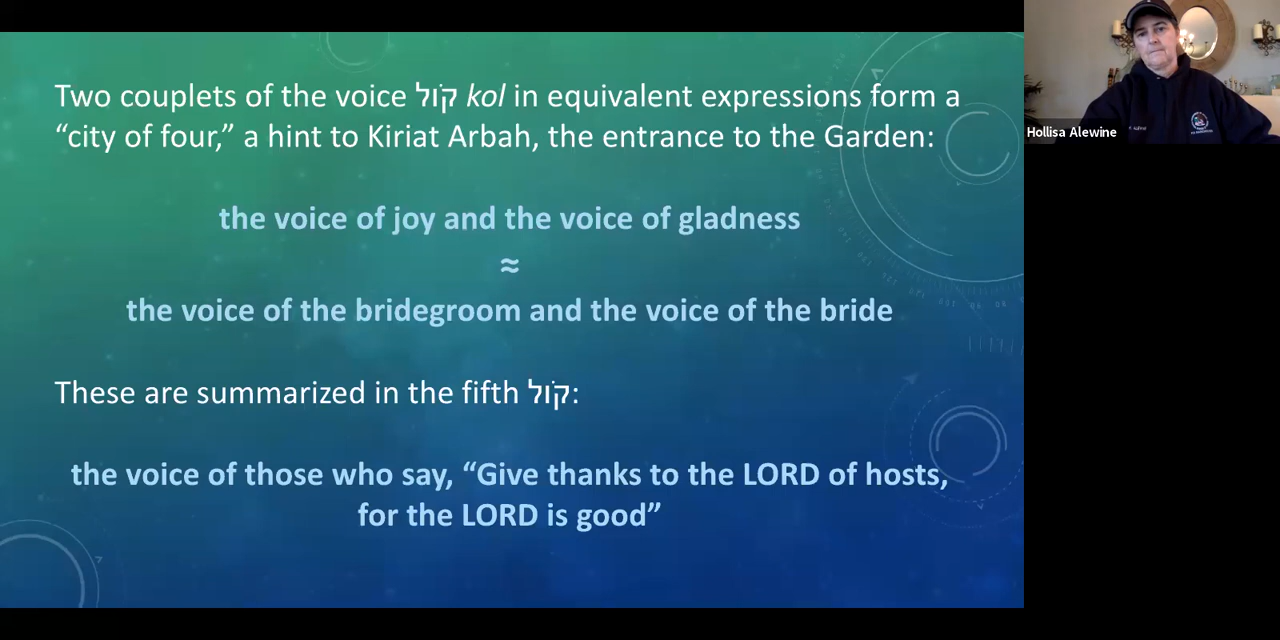 Two couplets of the voice קֹול kol in equivalent expressions form a
“city of four,” a hint to Kiriat Arbah, the entrance to the Garden:
the voice of joy and the voice of gladness
≈
the voice of the bridegroom and the voice of the bride
These are summarized in the fifth קֹול:
the voice of those who say, “Give thanks to the LORD of hosts,
for the LORD is good”
Hollisa Alewine